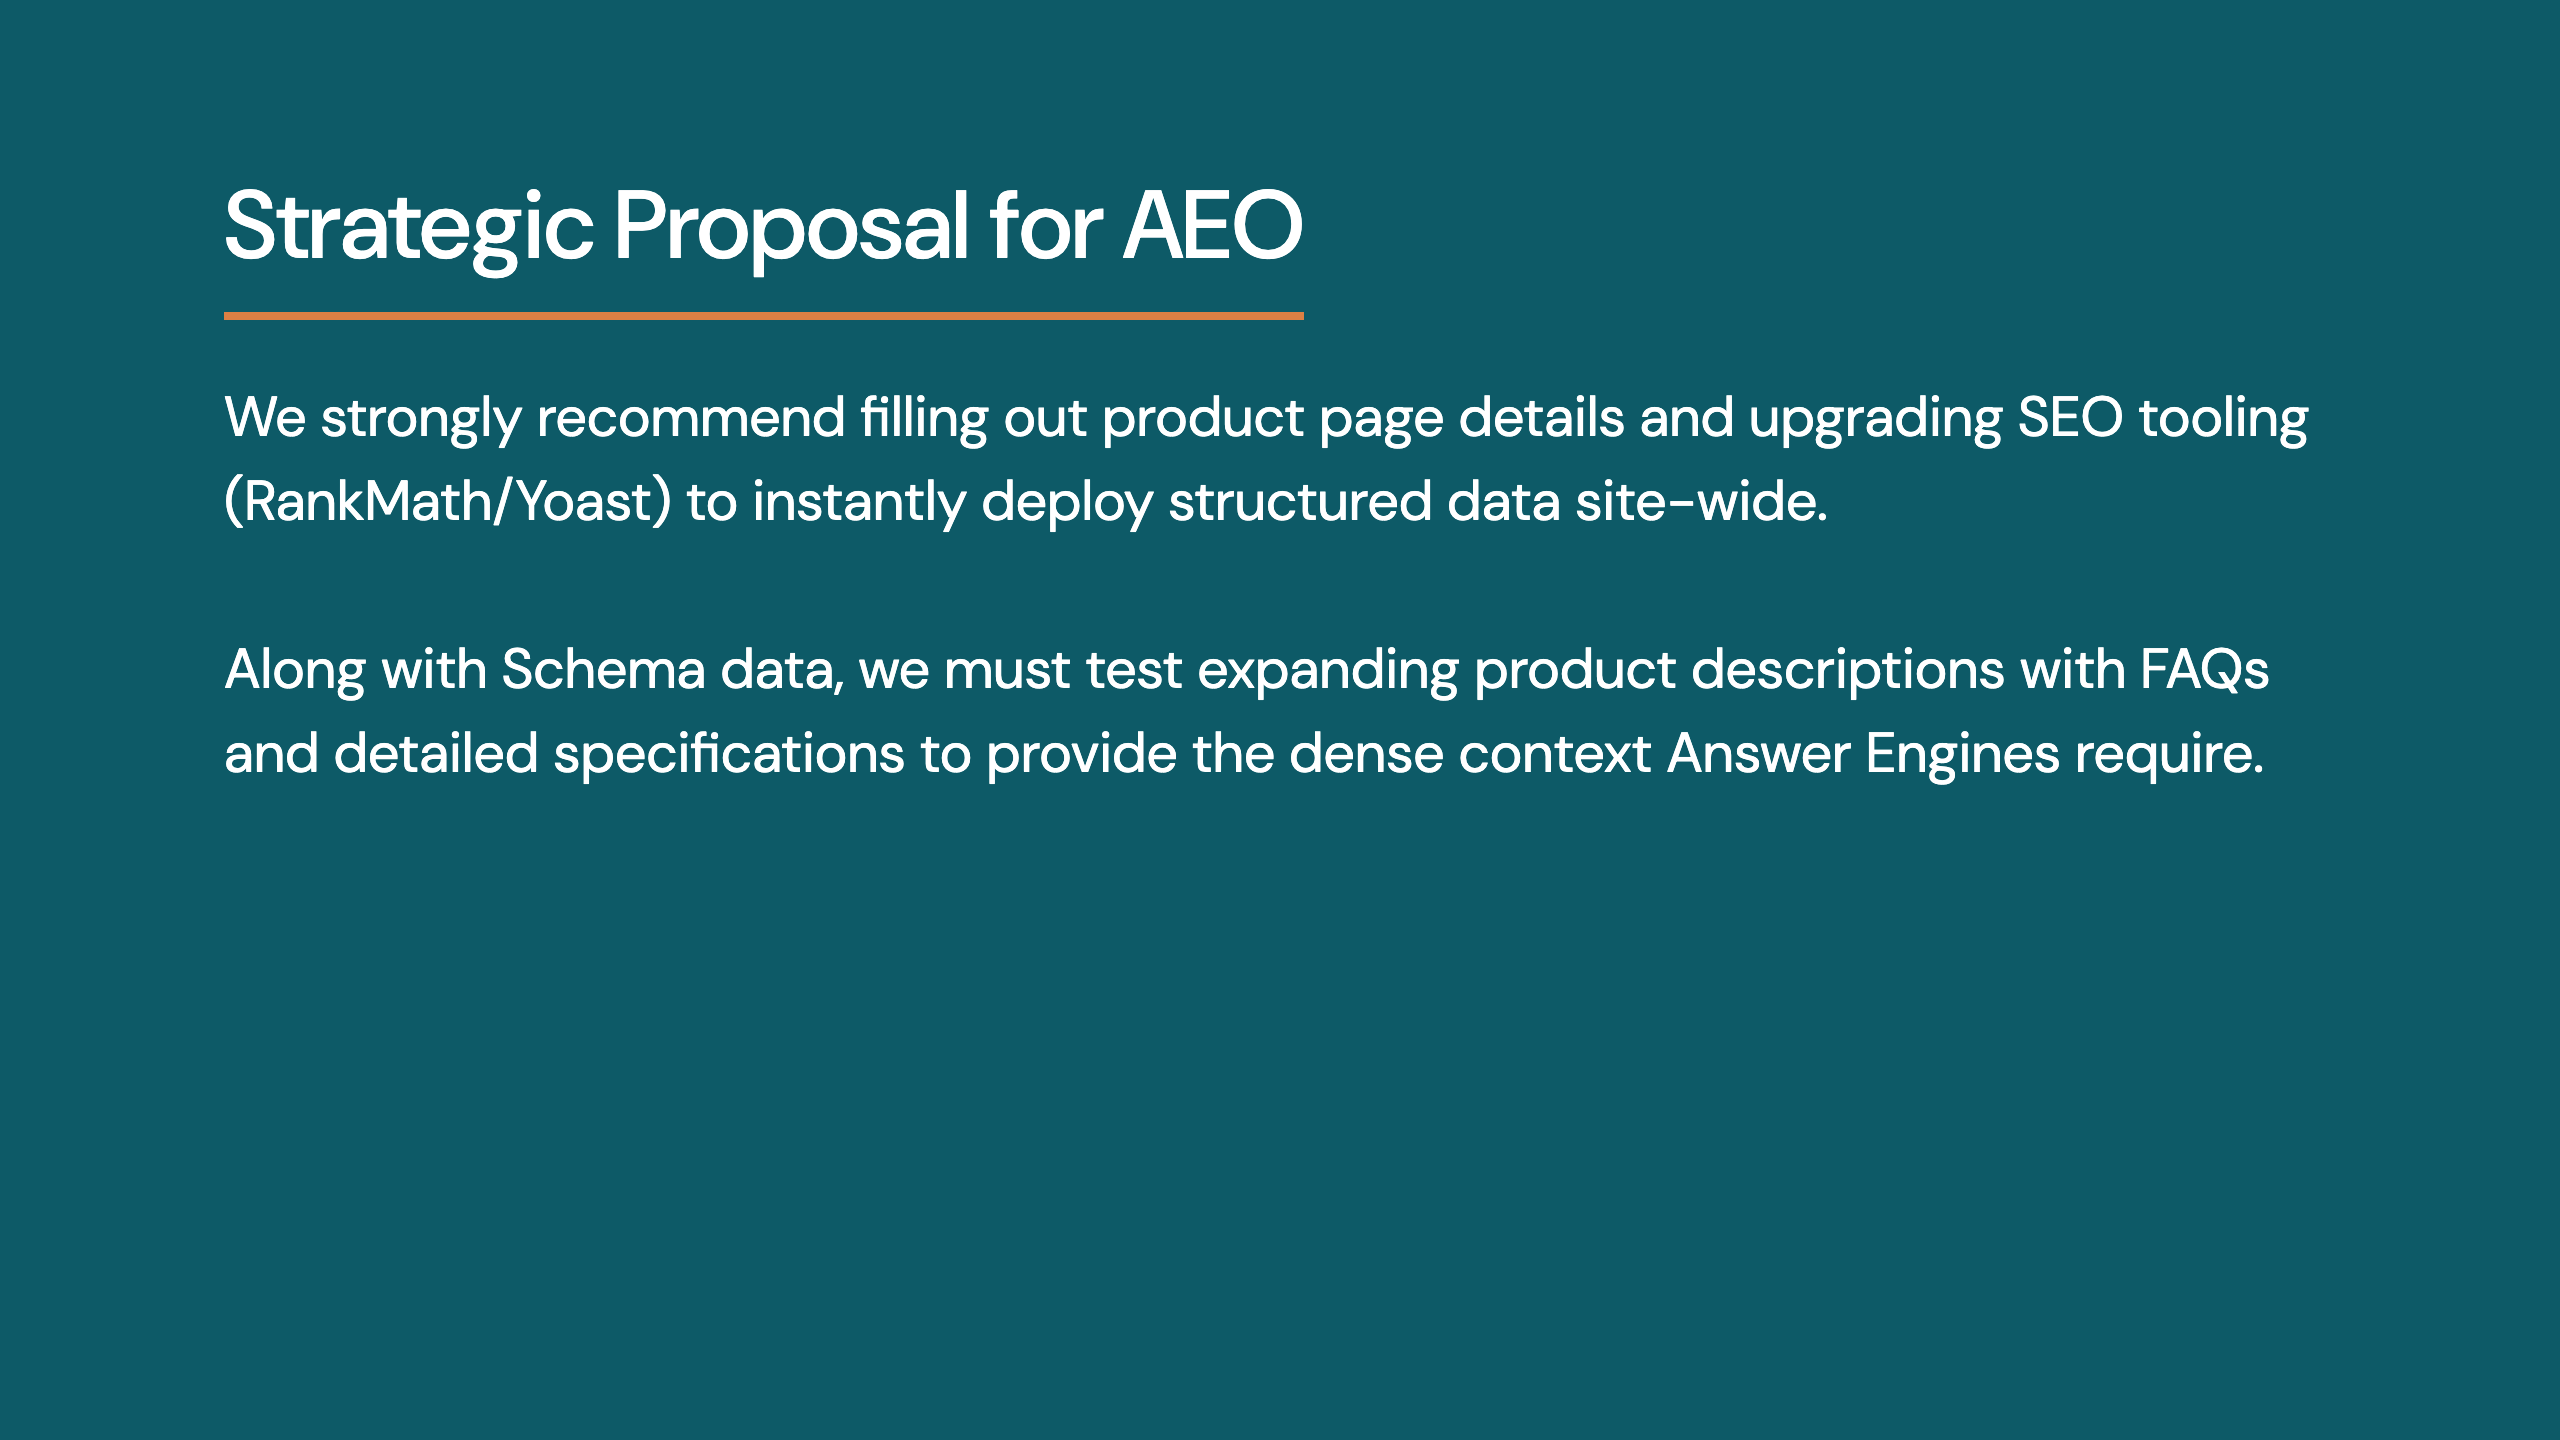 Strategic Proposal for AEO
We strongly recommend filling out product page details and upgrading SEO tooling
(RankMath/Yoast) to instantly deploy structured data site-wide.
Along with Schema data, we must test expanding product descriptions with FAQs
and detailed specifications to provide the dense context Answer Engines require.